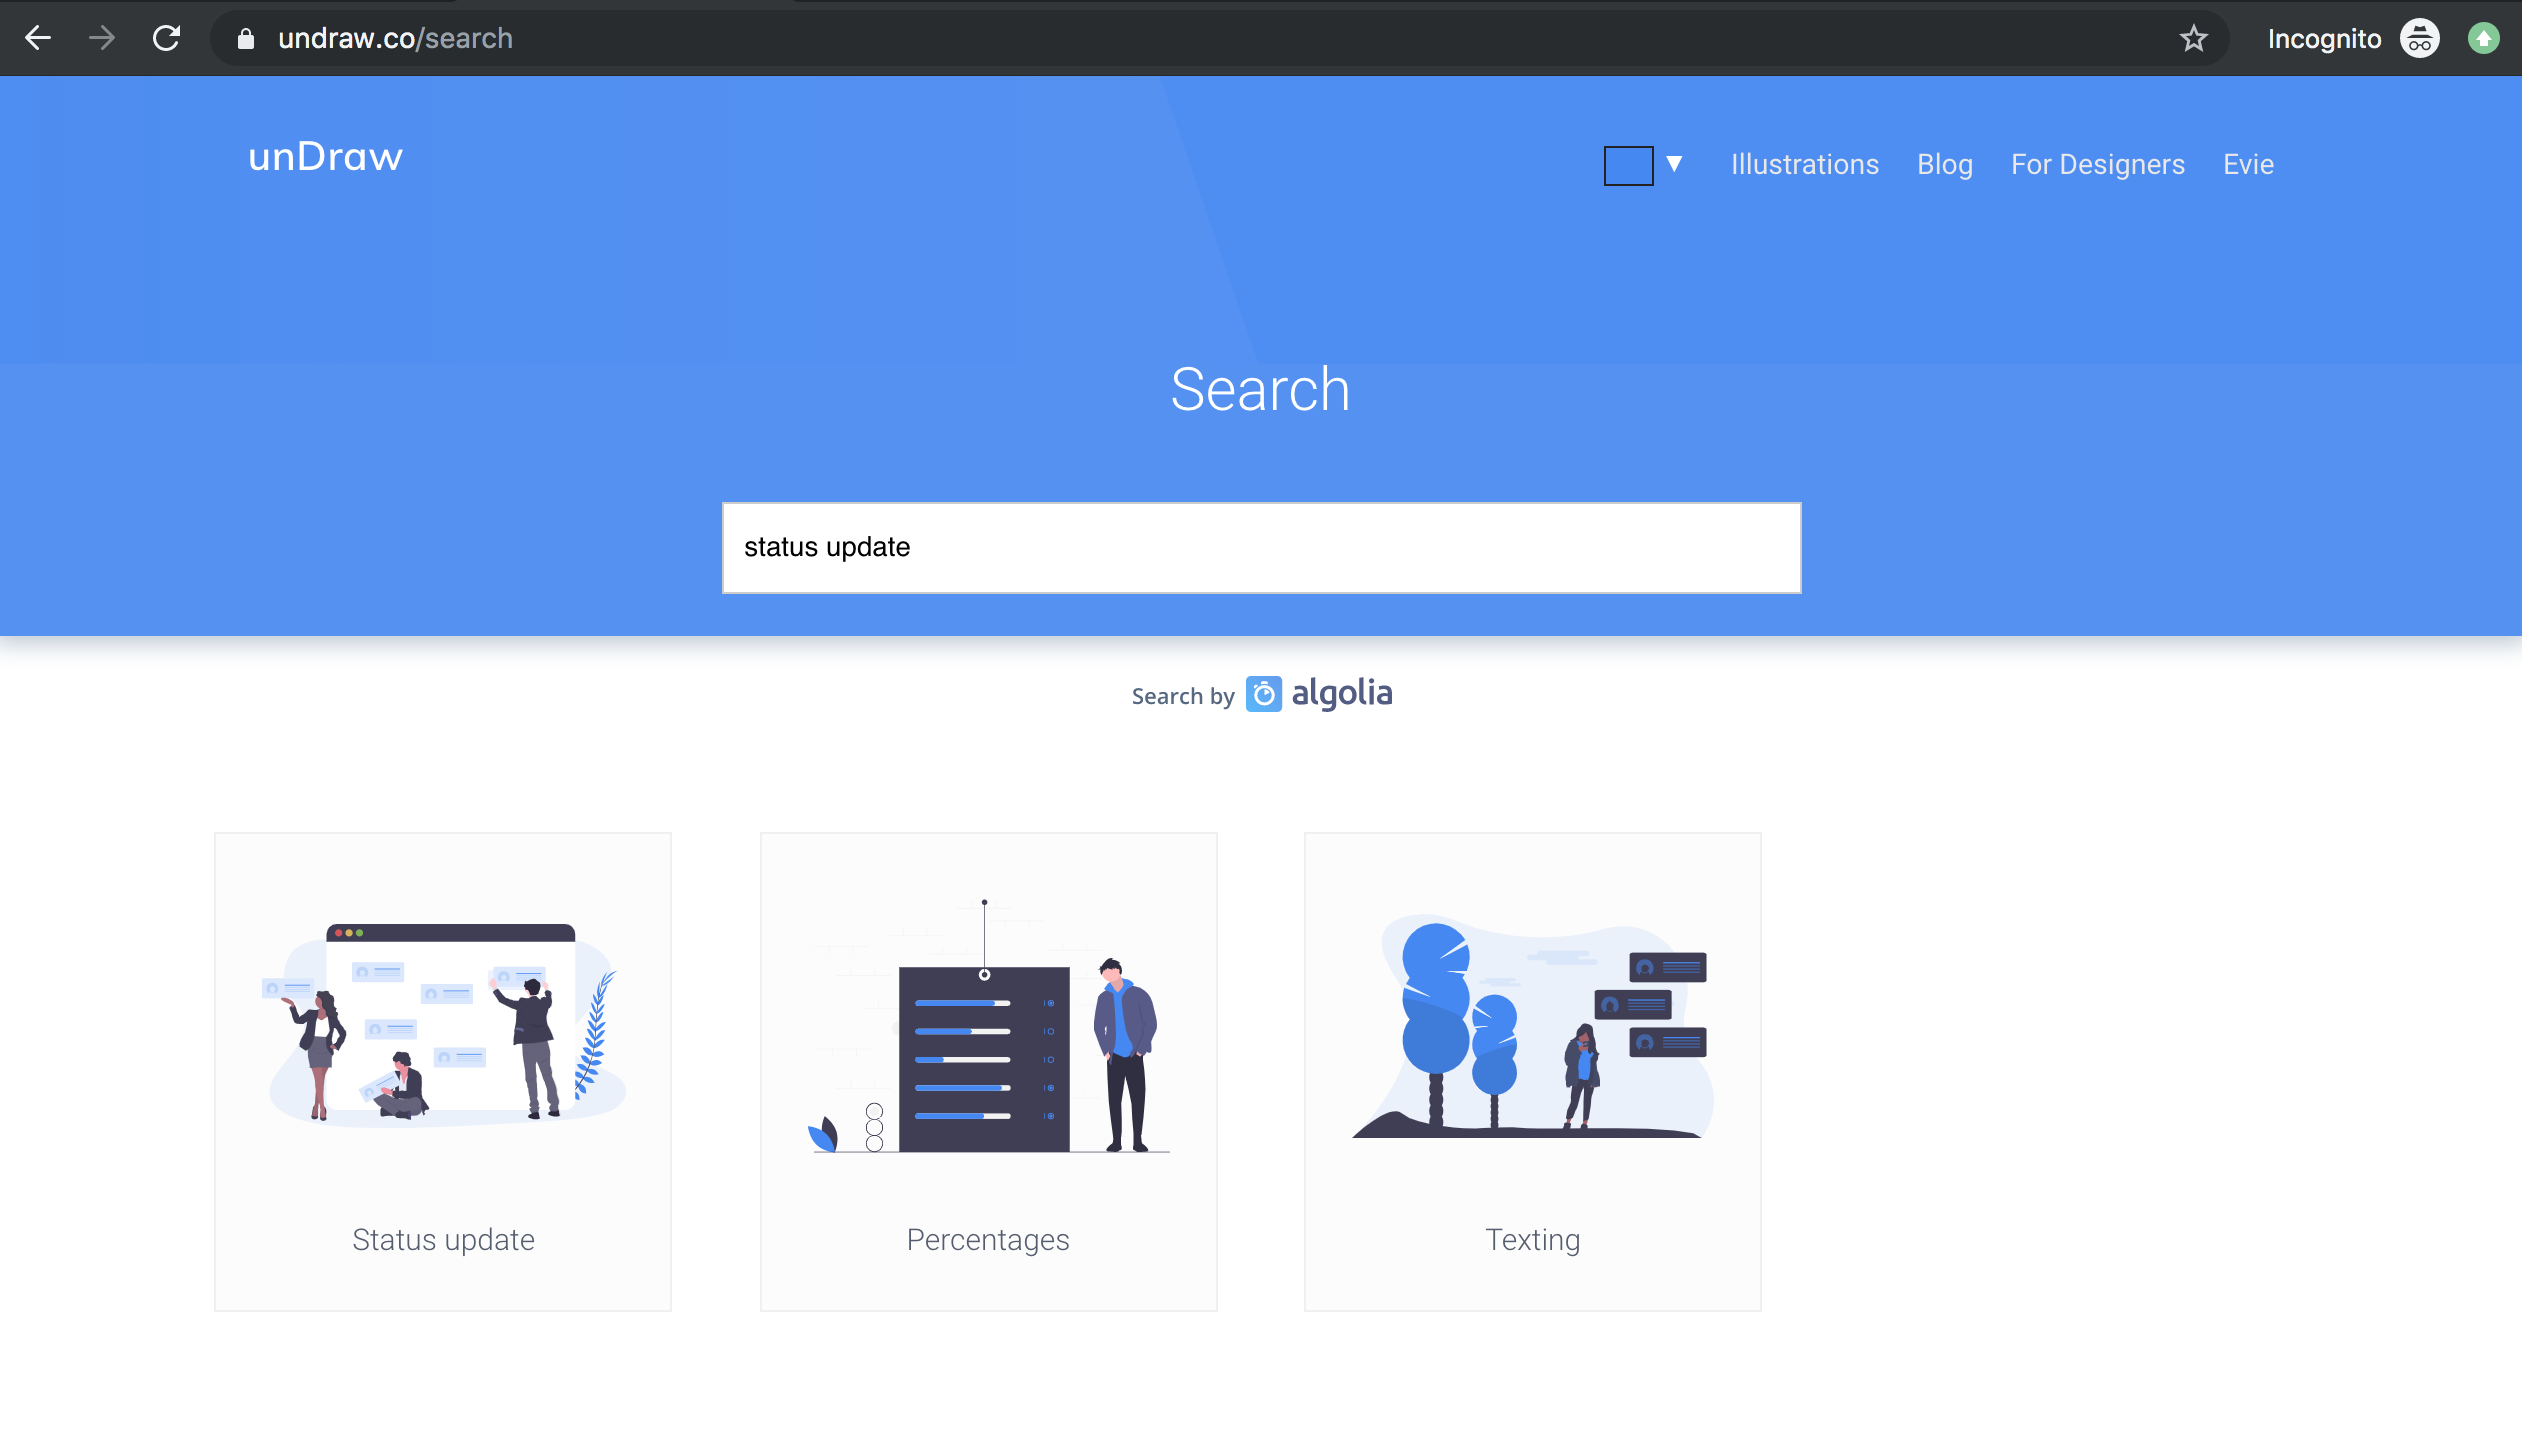 undraw.co/search
Incognito
unDraw
Illustrations Blog For Designers Evie
Search
status update
Search by algolia
Status update
Percentages
Texting